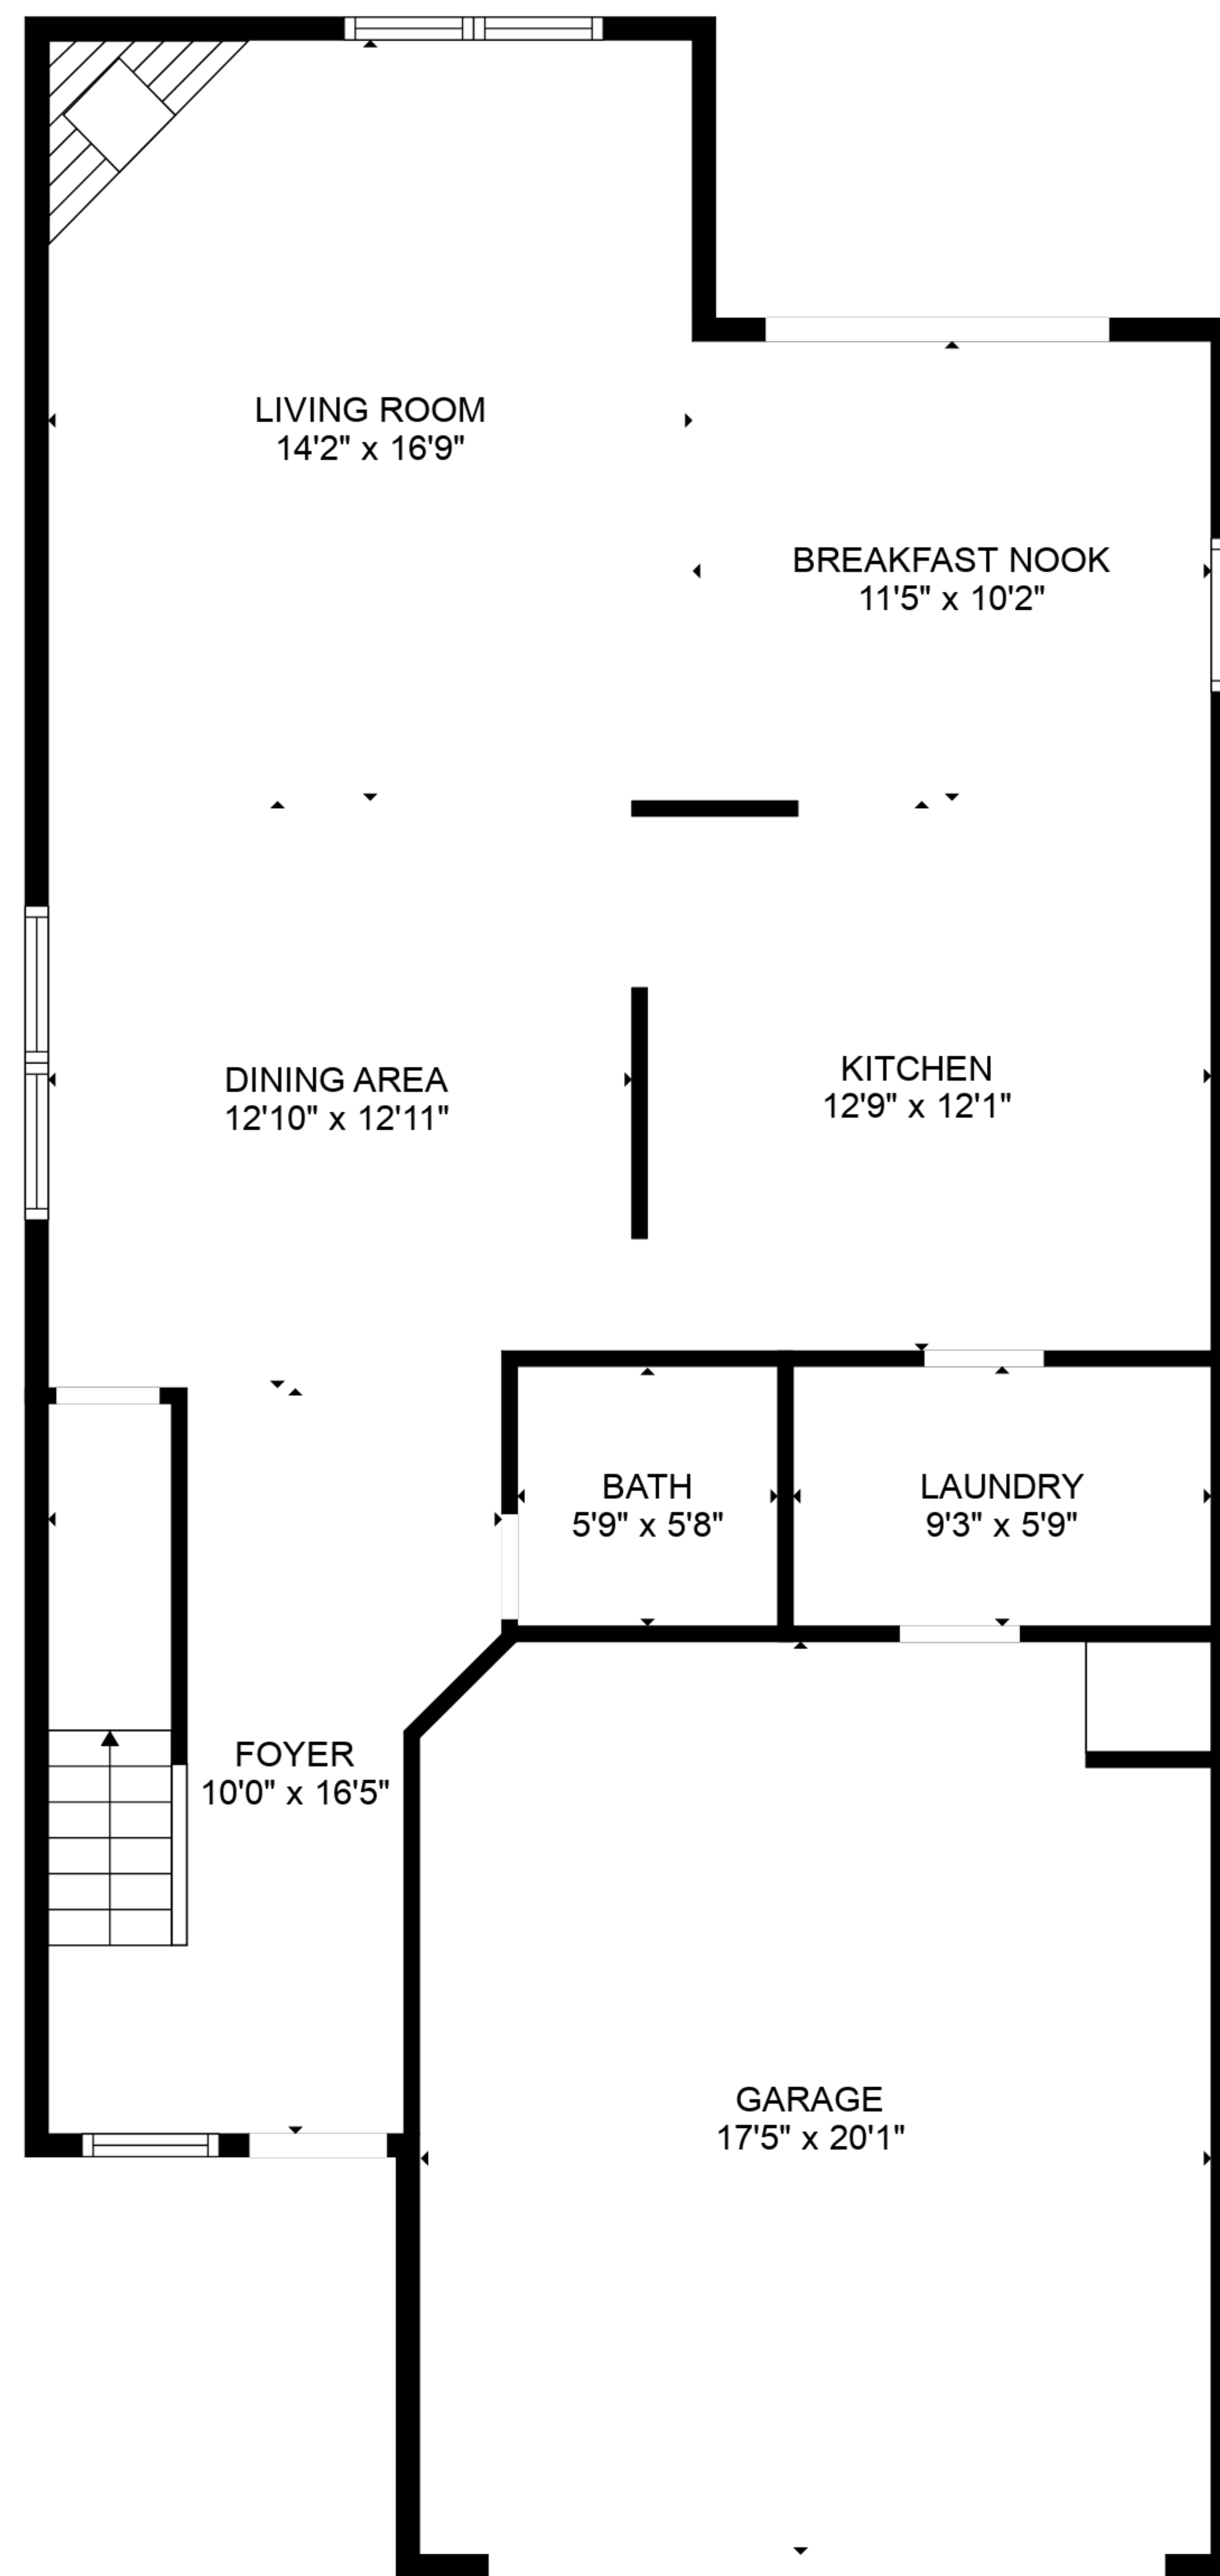 LIVING ROOM
14'2" x 16'9"
BREAKFAST NOOK
11'5" x 10'2"
DINING AREA
12'10" x 12'11"
KITCHEN
12'9" x 12'1"
BATH
5'9" x 5'8"
LAUNDRY
9'3" x 5'9"
FOYER
10'0" x 16'5"
GARAGE
17'5" x 20'1"